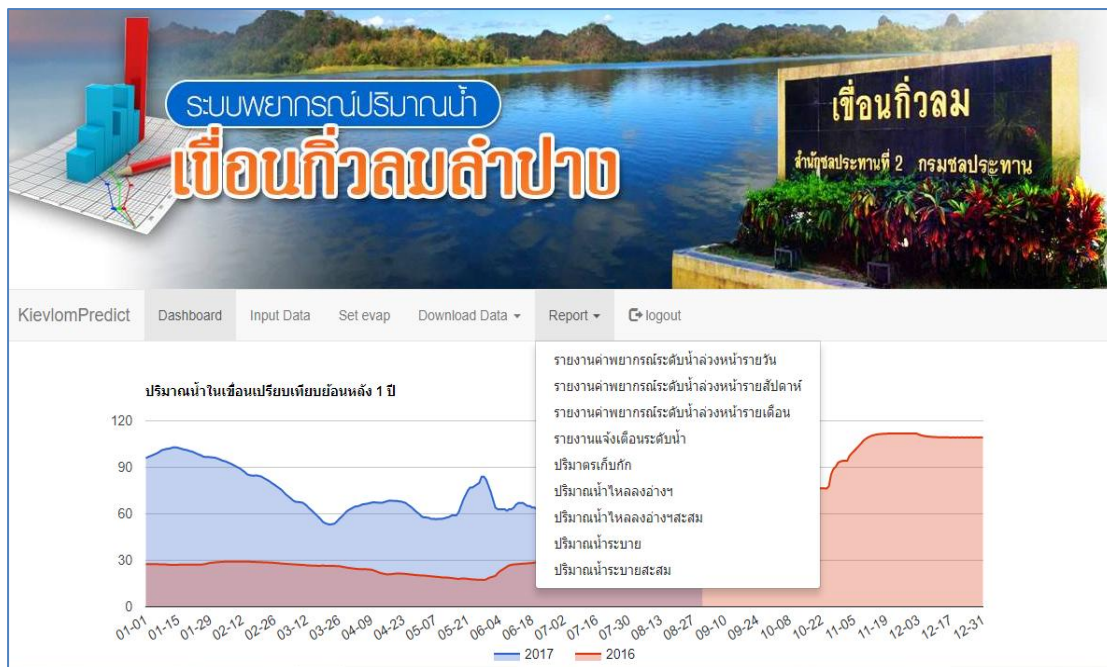 ระบบพยากรณ์ปริมาณน้ำ
เขื่อนกิ่วลมลำปาง
เขื่อนกิ่วลม
สำนักชลประทานที่ 2 กรมชลประทาน
KievlomPredict Dashboard Input Data Set evap Download Data Report logout
รายงานค่าพยากรณ์ระดับน้ำล่วงหน้ารายวัน
รายงานค่าพยากรณ์ระดับน้ำล่วงหน้ารายสัปดาห์
รายงานค่าพยากรณ์ระดับน้ำล่วงหน้ารายเดือน
รายงานแจ้งเตือนระดับน้ำ
ปริมาตรเก็บกัก
ปริมาณน้ำไหลลงอ่างฯ
ปริมาณน้ำไหลลงอ่างฯสะสม
ปริมาณน้ำระบาย
ปริมาณน้ำระบายสะสม
ปริมาณน้ำในเขื่อนเปรียบเทียบย้อนหลัง 1 ปี
120
90
60
30
0
01-01 01-15 01-29 02-12 02-26 03-12 03-26 04-09 04-23 05-07 05-21 06-04 06-18 07-02 07-16 07-30 08-13 08-27 09-10 09-24 10-08 10-22 11-05 11-19 12-03 12-17 12-31
2017 2016